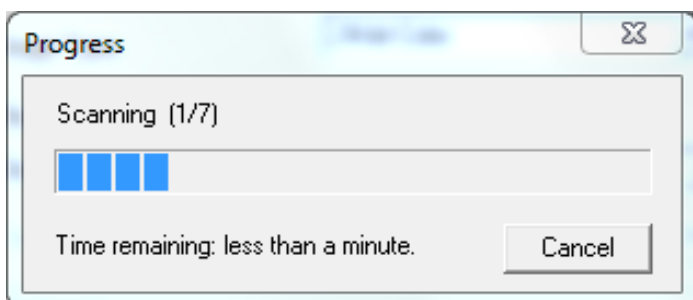 Progress
Scanning (1/7)
Time remaining: less than a minute.
Cancel